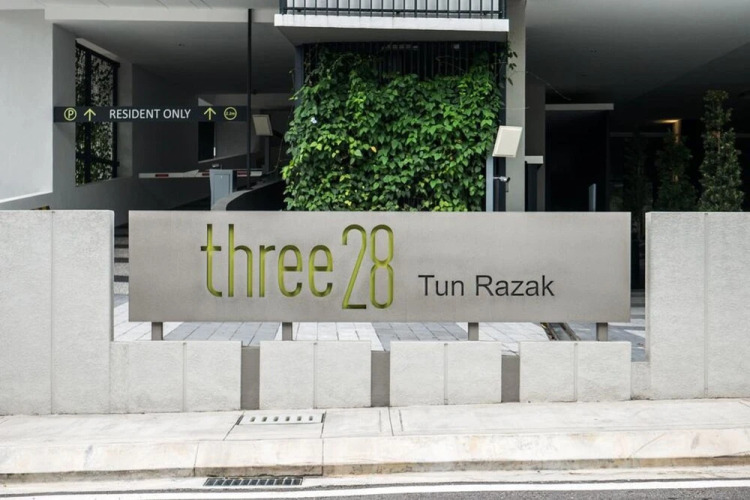 P RESIDENT ONLY
three28 Tun Razak